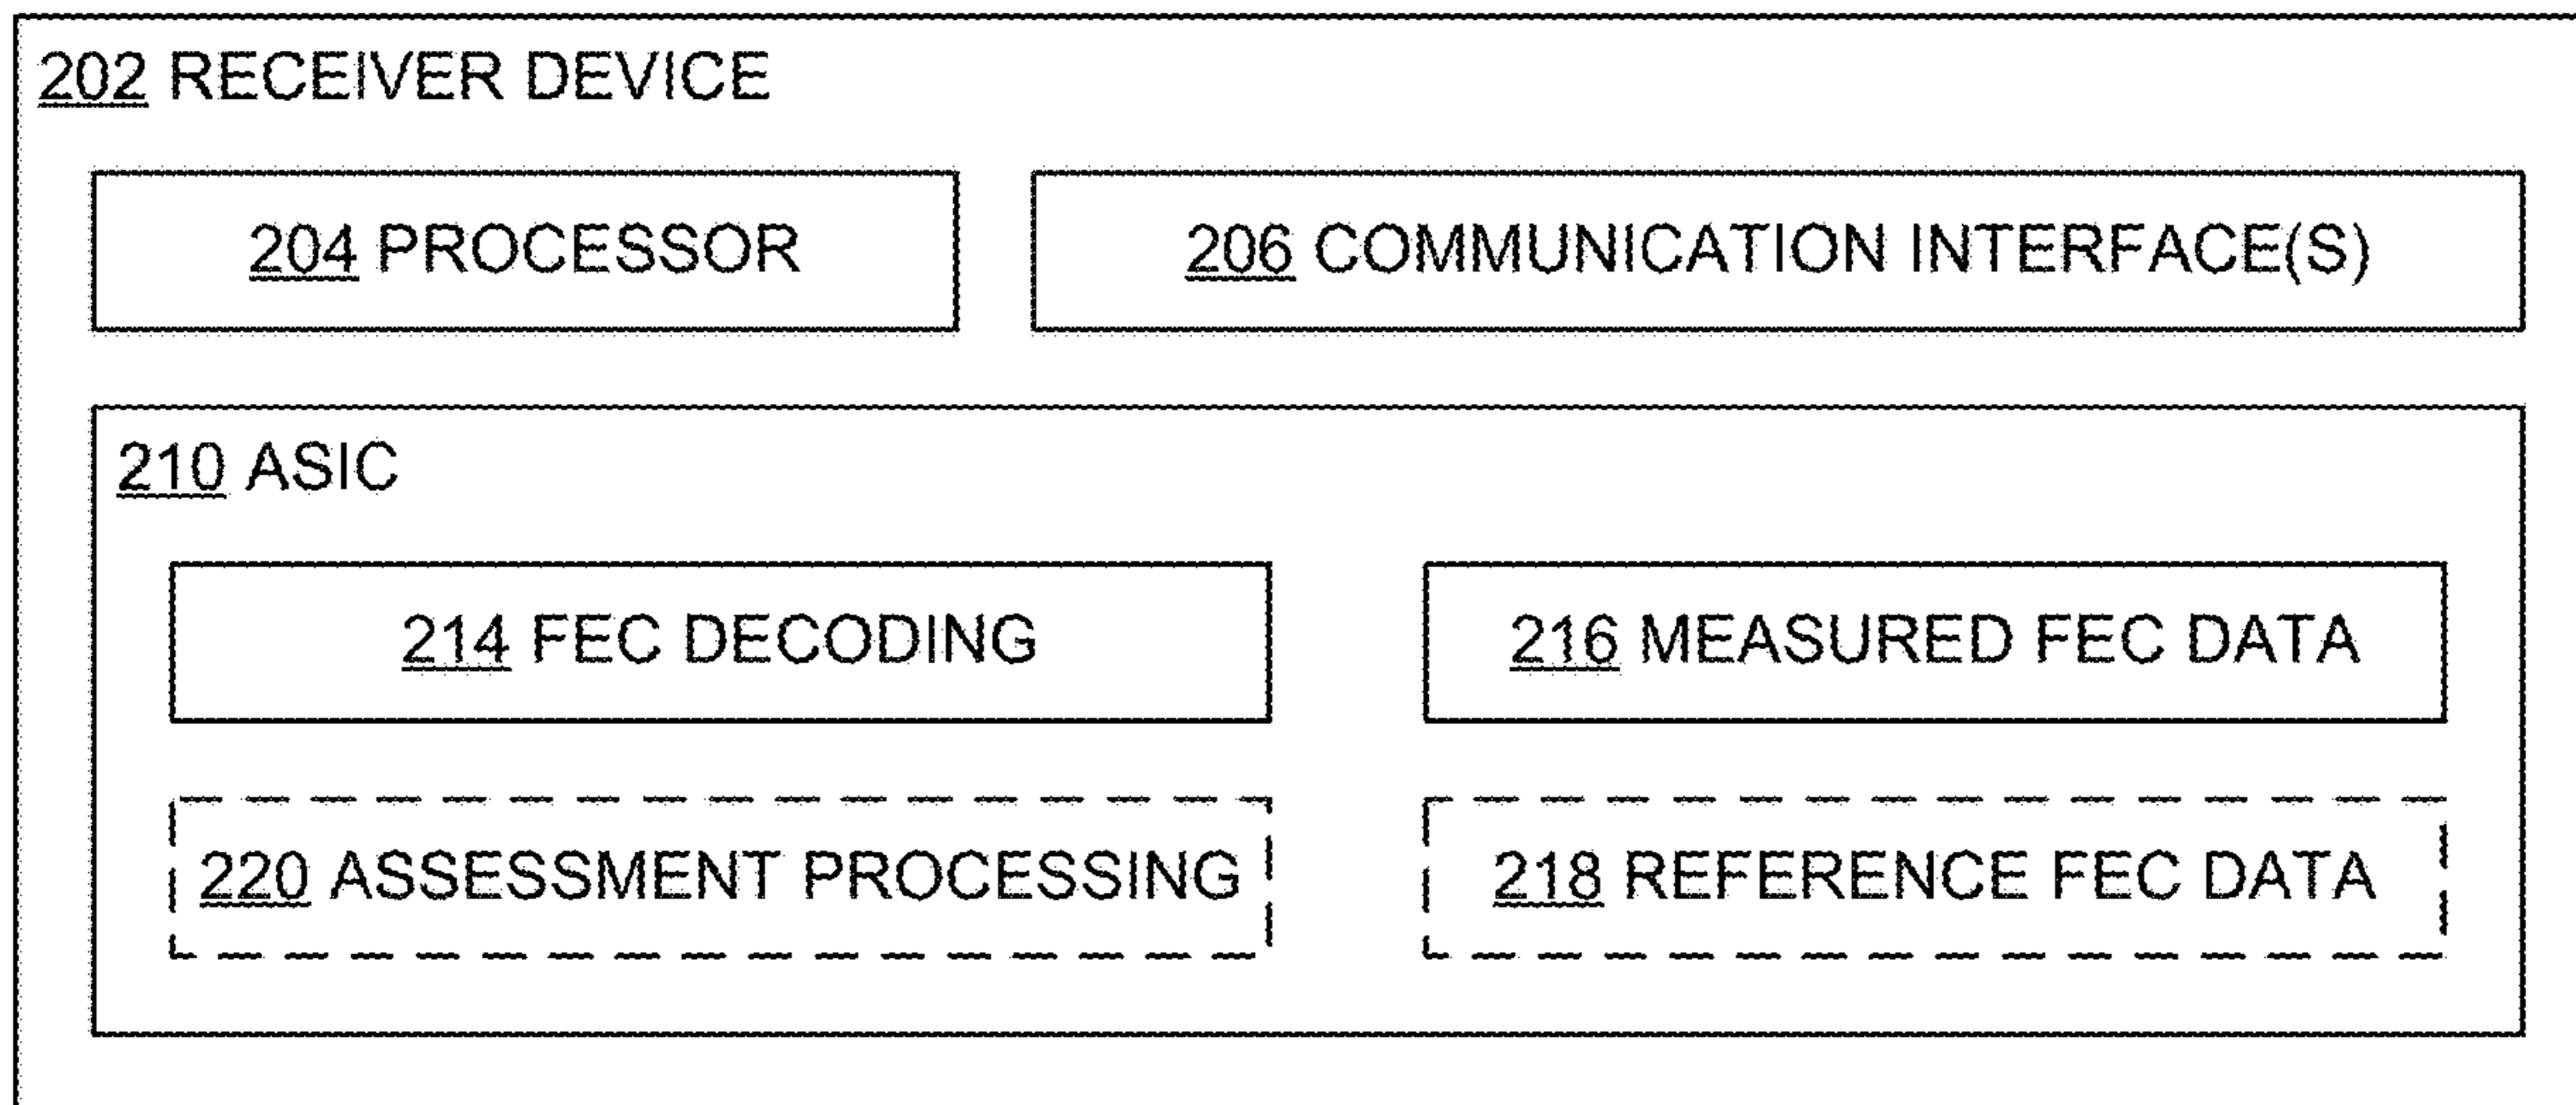 202 RECEIVER DEVICE
204 PROCESSOR
206 COMMUNICATION INTERFACE(S)
210 ASIC
214 FEC DECODING
216 MEASURED FEC DATA
220 ASSESSMENT PROCESSING
218 REFERENCE FEC DATA